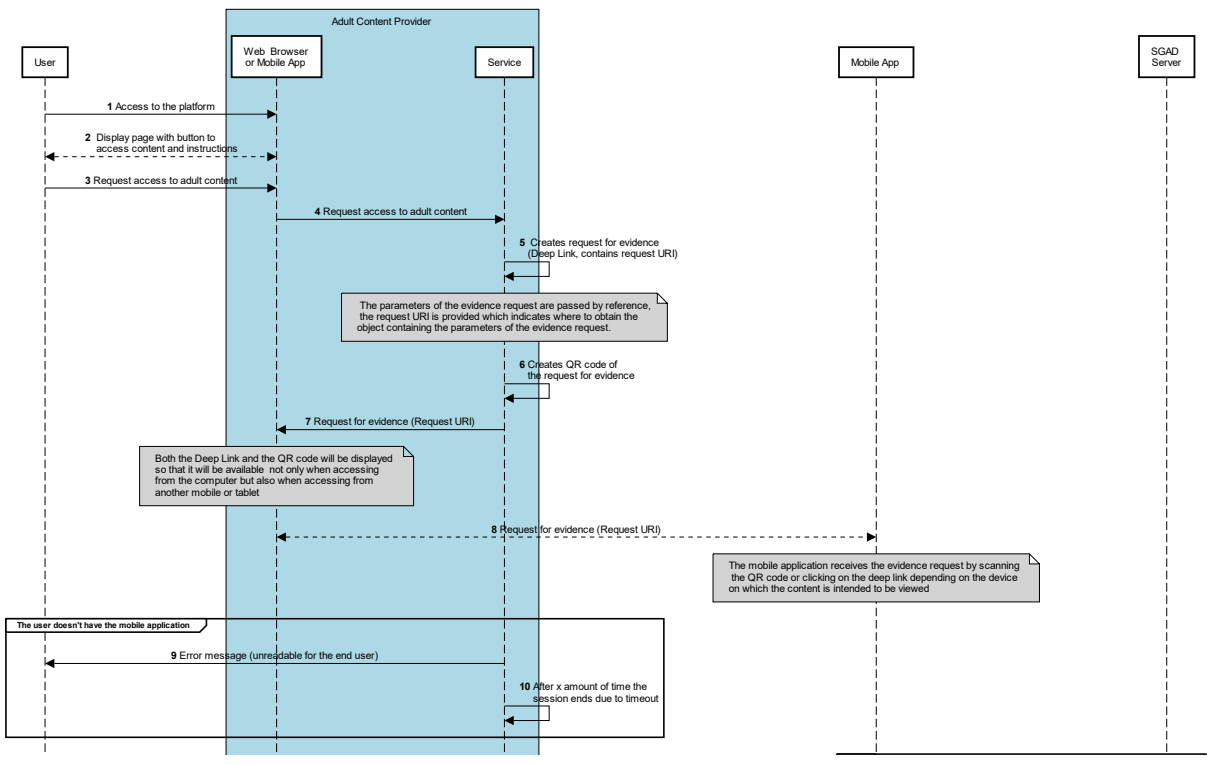 Adult Content Provider
User
Web Browser
or Mobile App
Service
Mobile App
SGAD
Server
1 Access to the platform
2 Display page with button to
access content and instructions
3 Request access to adult content
4 Request access to adult content
5 Creates request for evidence
(Deep Link, contains request URI)
The parameters of the evidence request are passed by reference,
the request URI is provided which indicates where to obtain the
object containing the parameters of the evidence request.
6 Creates QR code of
the request for evidence
7 Request for evidence (Request URI)
Both the Deep Link and the QR code will be displayed
so that it will be available not only when accessing
from the computer but also when accessing from
another mobile or tablet
8 Request for evidence (Request URI)
The mobile application receives the evidence request by scanning
the QR code or clicking on the deep link depending on the device
on which the content is intended to be viewed
The user doesn't have the mobile application
9 Error message (unreadable for the end user)
10 After x amount of time the
session ends due to timeout